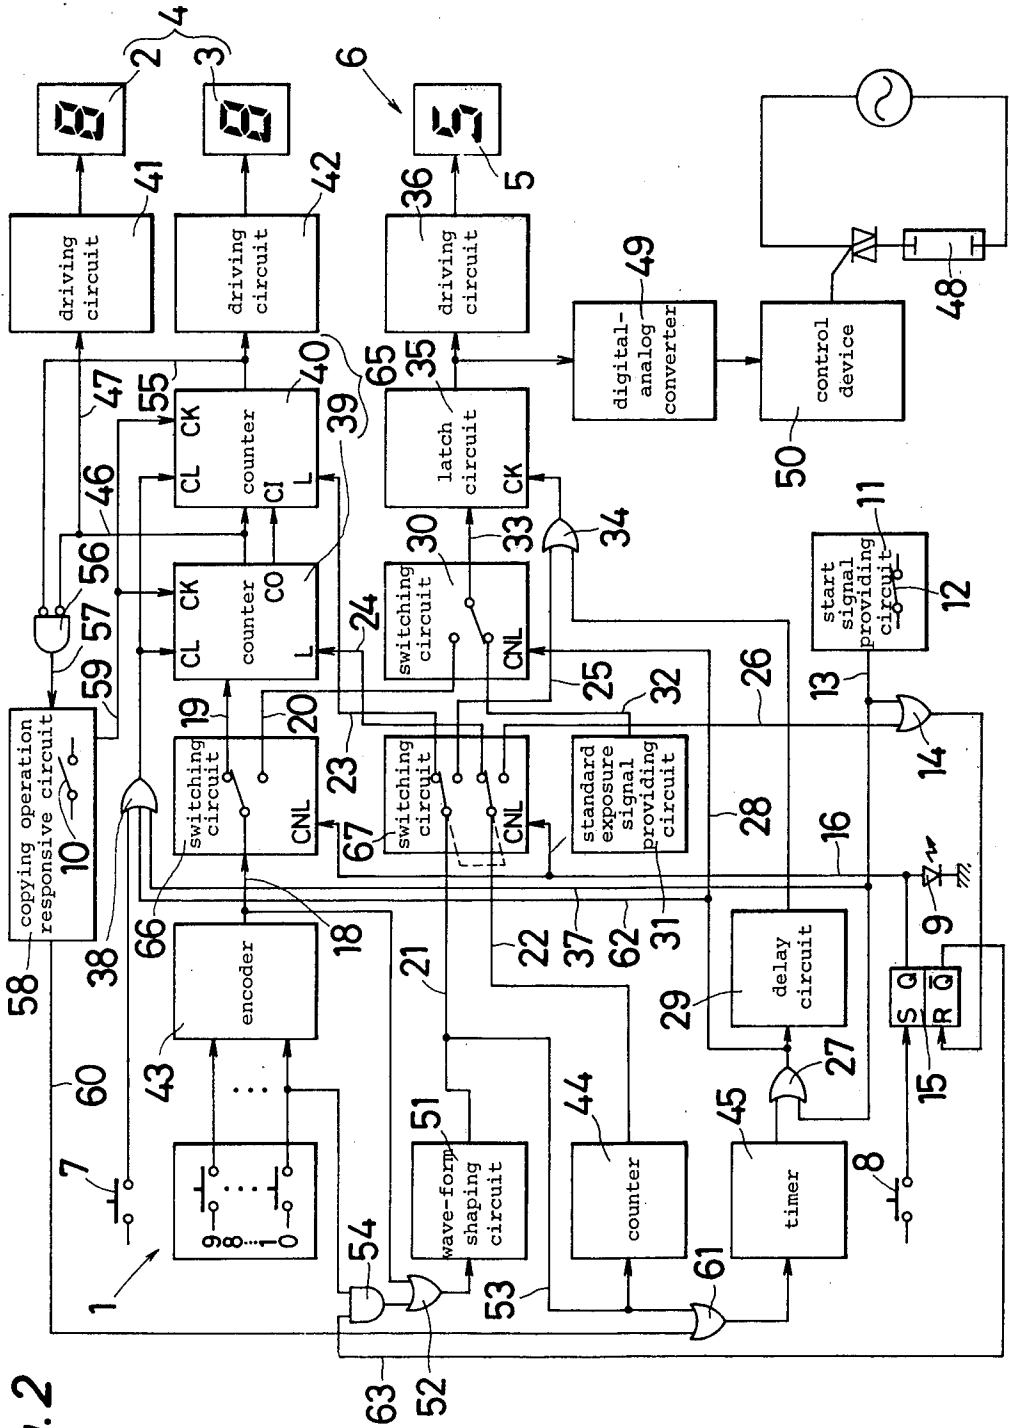 .2
1
9
8
1
0
7
60
58
copying operation
responsive circuit
10
57
56
59
46
47
55
driving
circuit
41
2
4
3
driving
circuit
42
40
39
CL
CK
counter
CI
L
CL
CK
counter
CO
L
38
66
switching
circuit
CNL
19
20
18
encoder
43
54
52
63
wave-form
shaping
circuit
51
21
22
53
67
switching
circuit
CNL
23
24
25
30
switching
circuit
CNL
33
32
26
latch
circuit
CK
35
65
34
driving
circuit
36
6
5
digital-
analog
converter
49
control
device
50
48
standard
exposure
signal
providing
circuit
31
37
62
28
16
counter
44
61
timer
45
27
delay
circuit
29
8
15
S
Q
R
Q̅
9
13
14
start
signal
providing
circuit
11
12